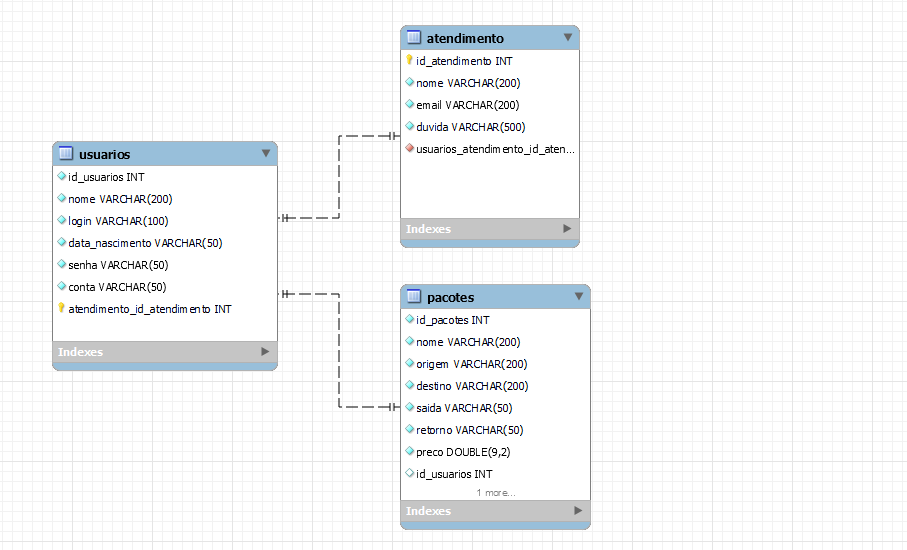 usuarios
id_usuarios INT
nome VARCHAR(200)
login VARCHAR(100)
data_nascimento VARCHAR(50)
senha VARCHAR(50)
conta VARCHAR(50)
atendimento_id_atendimento INT
Indexes
atendimento
id_atendimento INT
nome VARCHAR(200)
email VARCHAR(200)
duvida VARCHAR(500)
usuarios_atendimento_id_aten...
Indexes
pacotes
id_pacotes INT
nome VARCHAR(200)
origem VARCHAR(200)
destino VARCHAR(200)
saida VARCHAR(50)
retorno VARCHAR(50)
preco DOUBLE(9,2)
id_usuarios INT
1 more...
Indexes